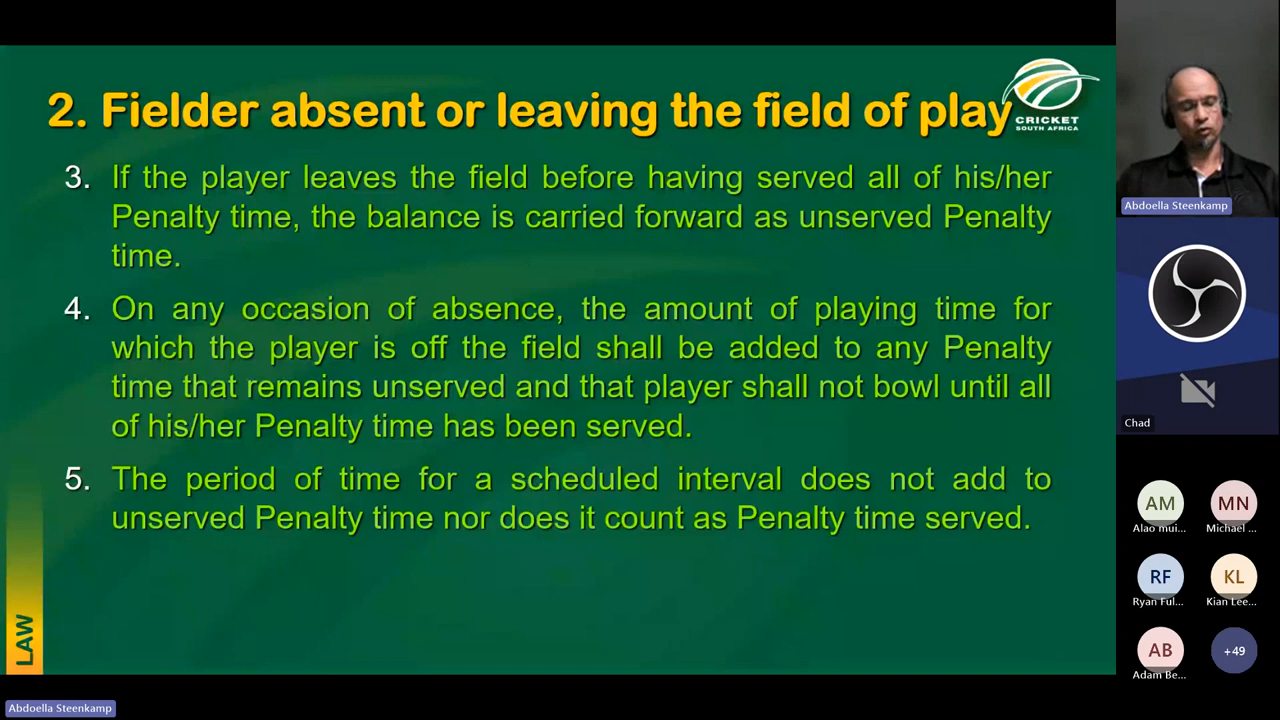 2. Fielder absent or leaving the field of play
CRICKET
SOUTH AFRICA
3. If the player leaves the field before having served all of his/her
Penalty time, the balance is carried forward as unserved Penalty
time.
4. On any occasion of absence, the amount of playing time for
which the player is off the field shall be added to any Penalty
time that remains unserved and that player shall not bowl until all
of his/her Penalty time has been served.
5. The period of time for a scheduled interval does not add to
unserved Penalty time nor does it count as Penalty time served.
LAW
Abdoella Steenkamp
Abdoella Steenkamp
Chad
AM
Alao mui...
MN
Michael ...
RF
Ryan Ful...
KL
Kian Lee...
AB
Adam Be...
+49